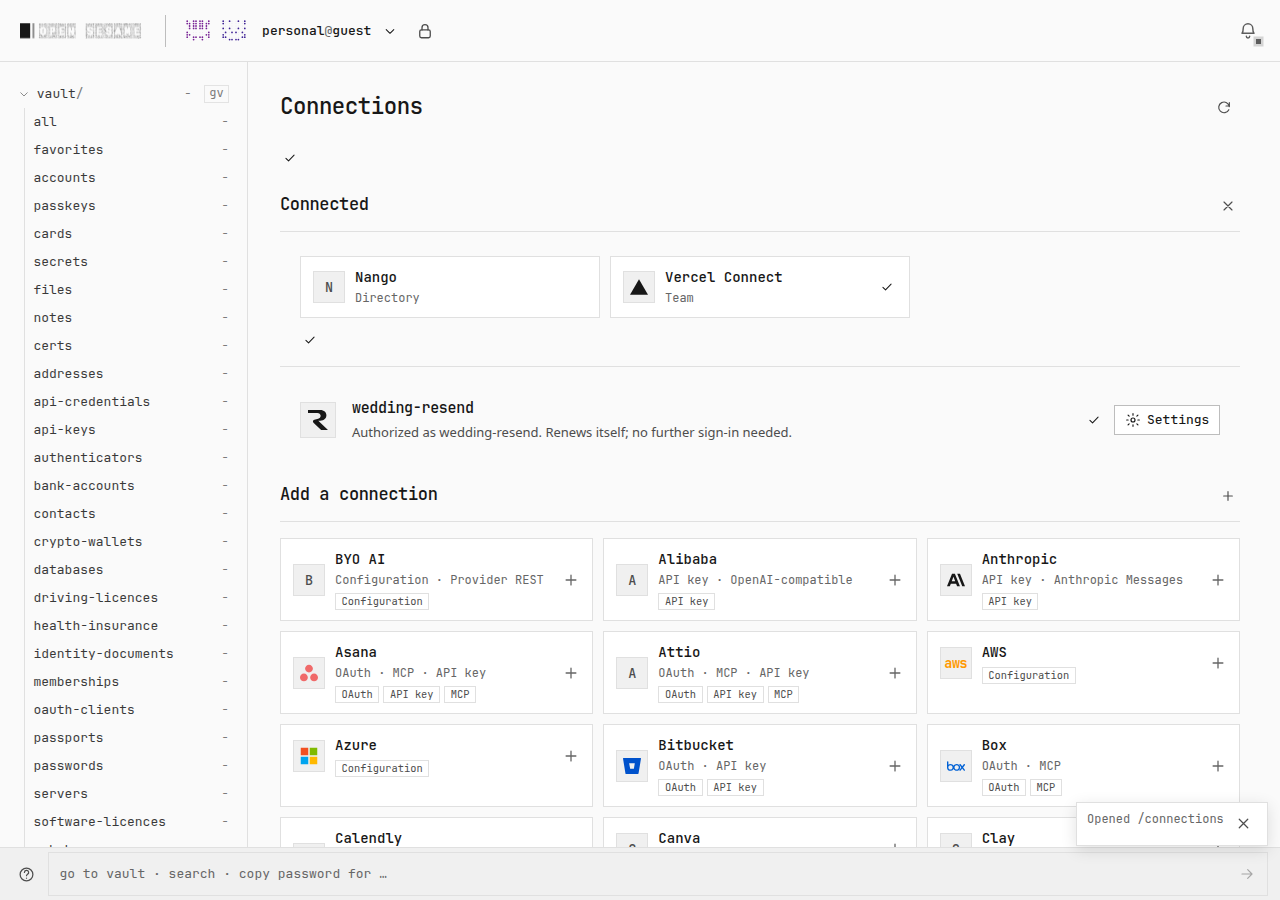 OPEN SESAME
personal@guest
vault/ - gv
all -
favorites -
accounts -
passkeys -
cards -
secrets -
files -
notes -
certs -
addresses -
api-credentials -
api-keys -
authenticators -
bank-accounts -
contacts -
crypto-wallets -
databases -
driving-licences -
health-insurance -
identity-documents -
memberships -
oauth-clients -
passports -
passwords -
servers -
software-licences -
Connections
Connected
N
Nango
Directory
Vercel Connect
Team
wedding-resend
Authorized as wedding-resend. Renews itself; no further sign-in needed.
Settings
Add a connection
B
BYO AI
Configuration · Provider REST
Configuration
A
Alibaba
API key · OpenAI-compatible
API key
Anthropic
API key · Anthropic Messages
API key
Asana
OAuth · MCP · API key
OAuth API key MCP
A
Attio
OAuth · MCP · API key
OAuth API key MCP
aws
AWS
Configuration
Azure
Configuration
Bitbucket
OAuth · API key
OAuth API key
box
Box
OAuth · MCP
OAuth MCP
Calendly
Canva
Clay
Opened /connections
go to vault · search · copy password for …